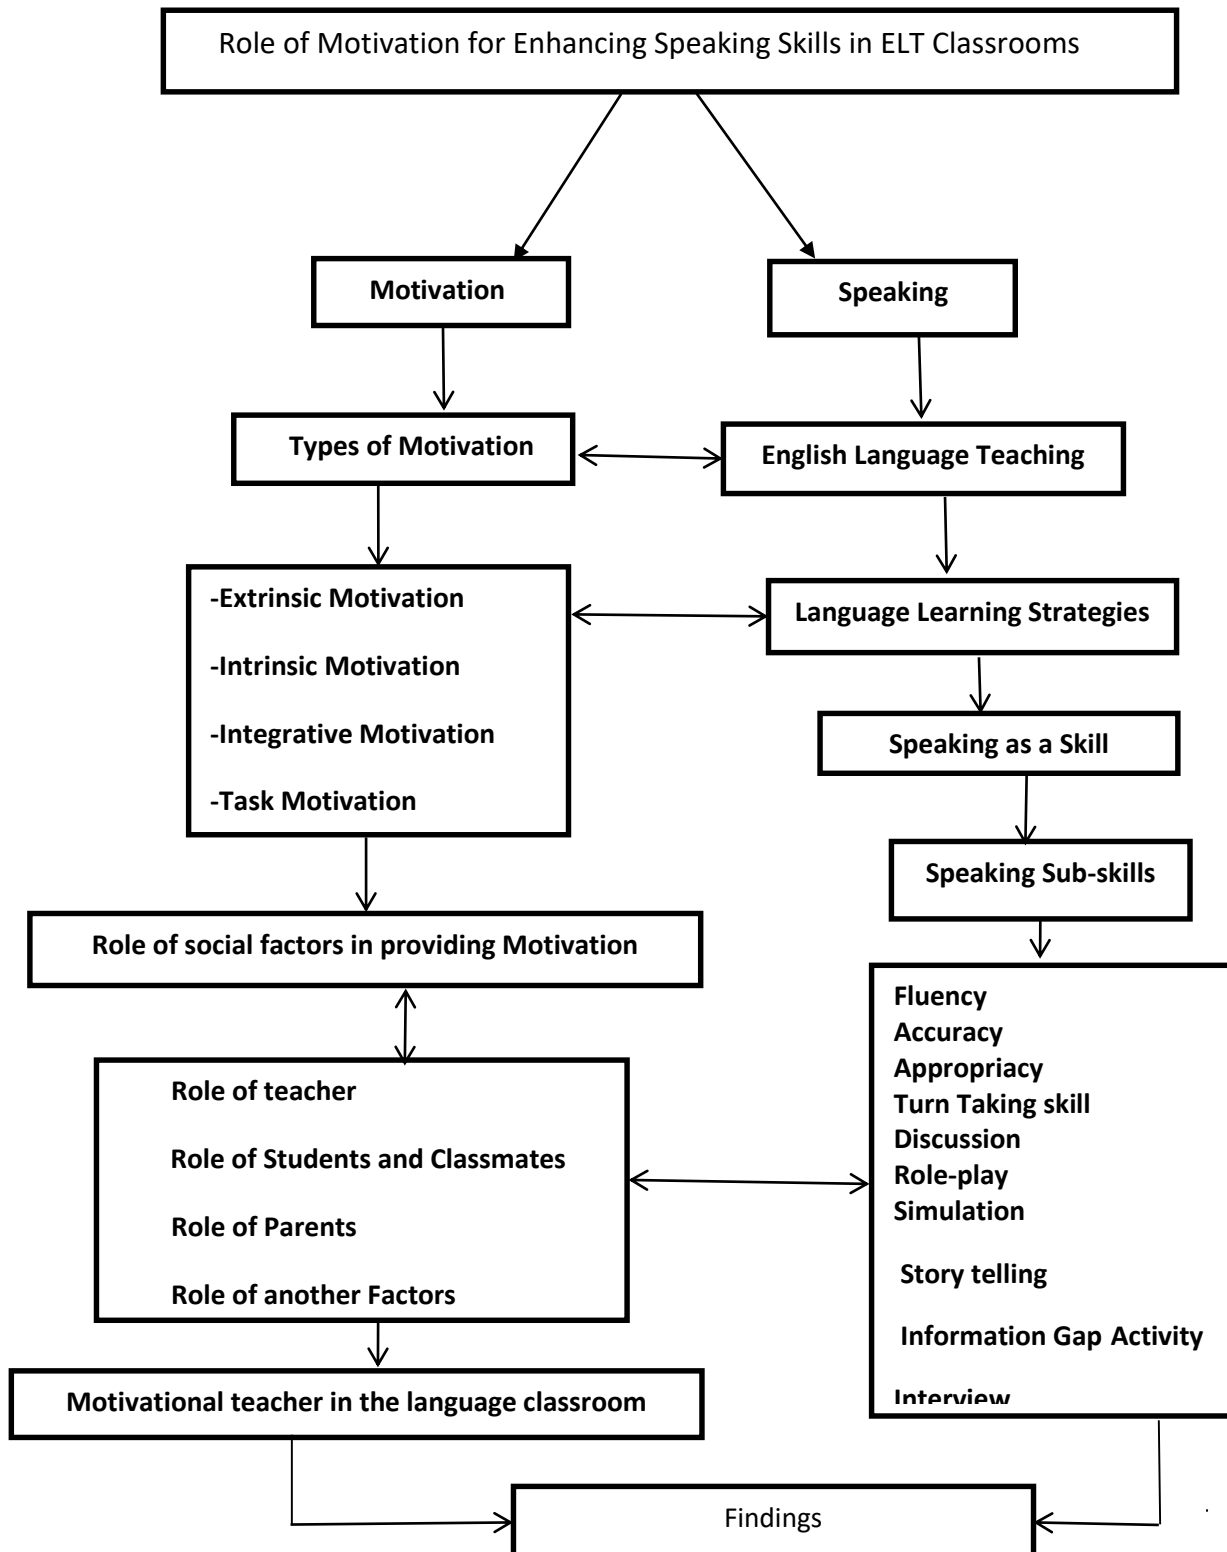 Role of Motivation for Enhancing Speaking Skills in ELT Classrooms
Motivation
Speaking
Types of Motivation
English Language Teaching
-Extrinsic Motivation
-Intrinsic Motivation
-Integrative Motivation
-Task Motivation
Language Learning Strategies
Speaking as a Skill
Speaking Sub-skills
Role of social factors in providing Motivation
Role of teacher
Role of Students and Classmates
Role of Parents
Role of another Factors
Fluency
Accuracy
Appropriacy
Turn Taking skill
Discussion
Role-play
Simulation
Story telling
Information Gap Activity
Interview
Motivational teacher in the language classroom
Findings